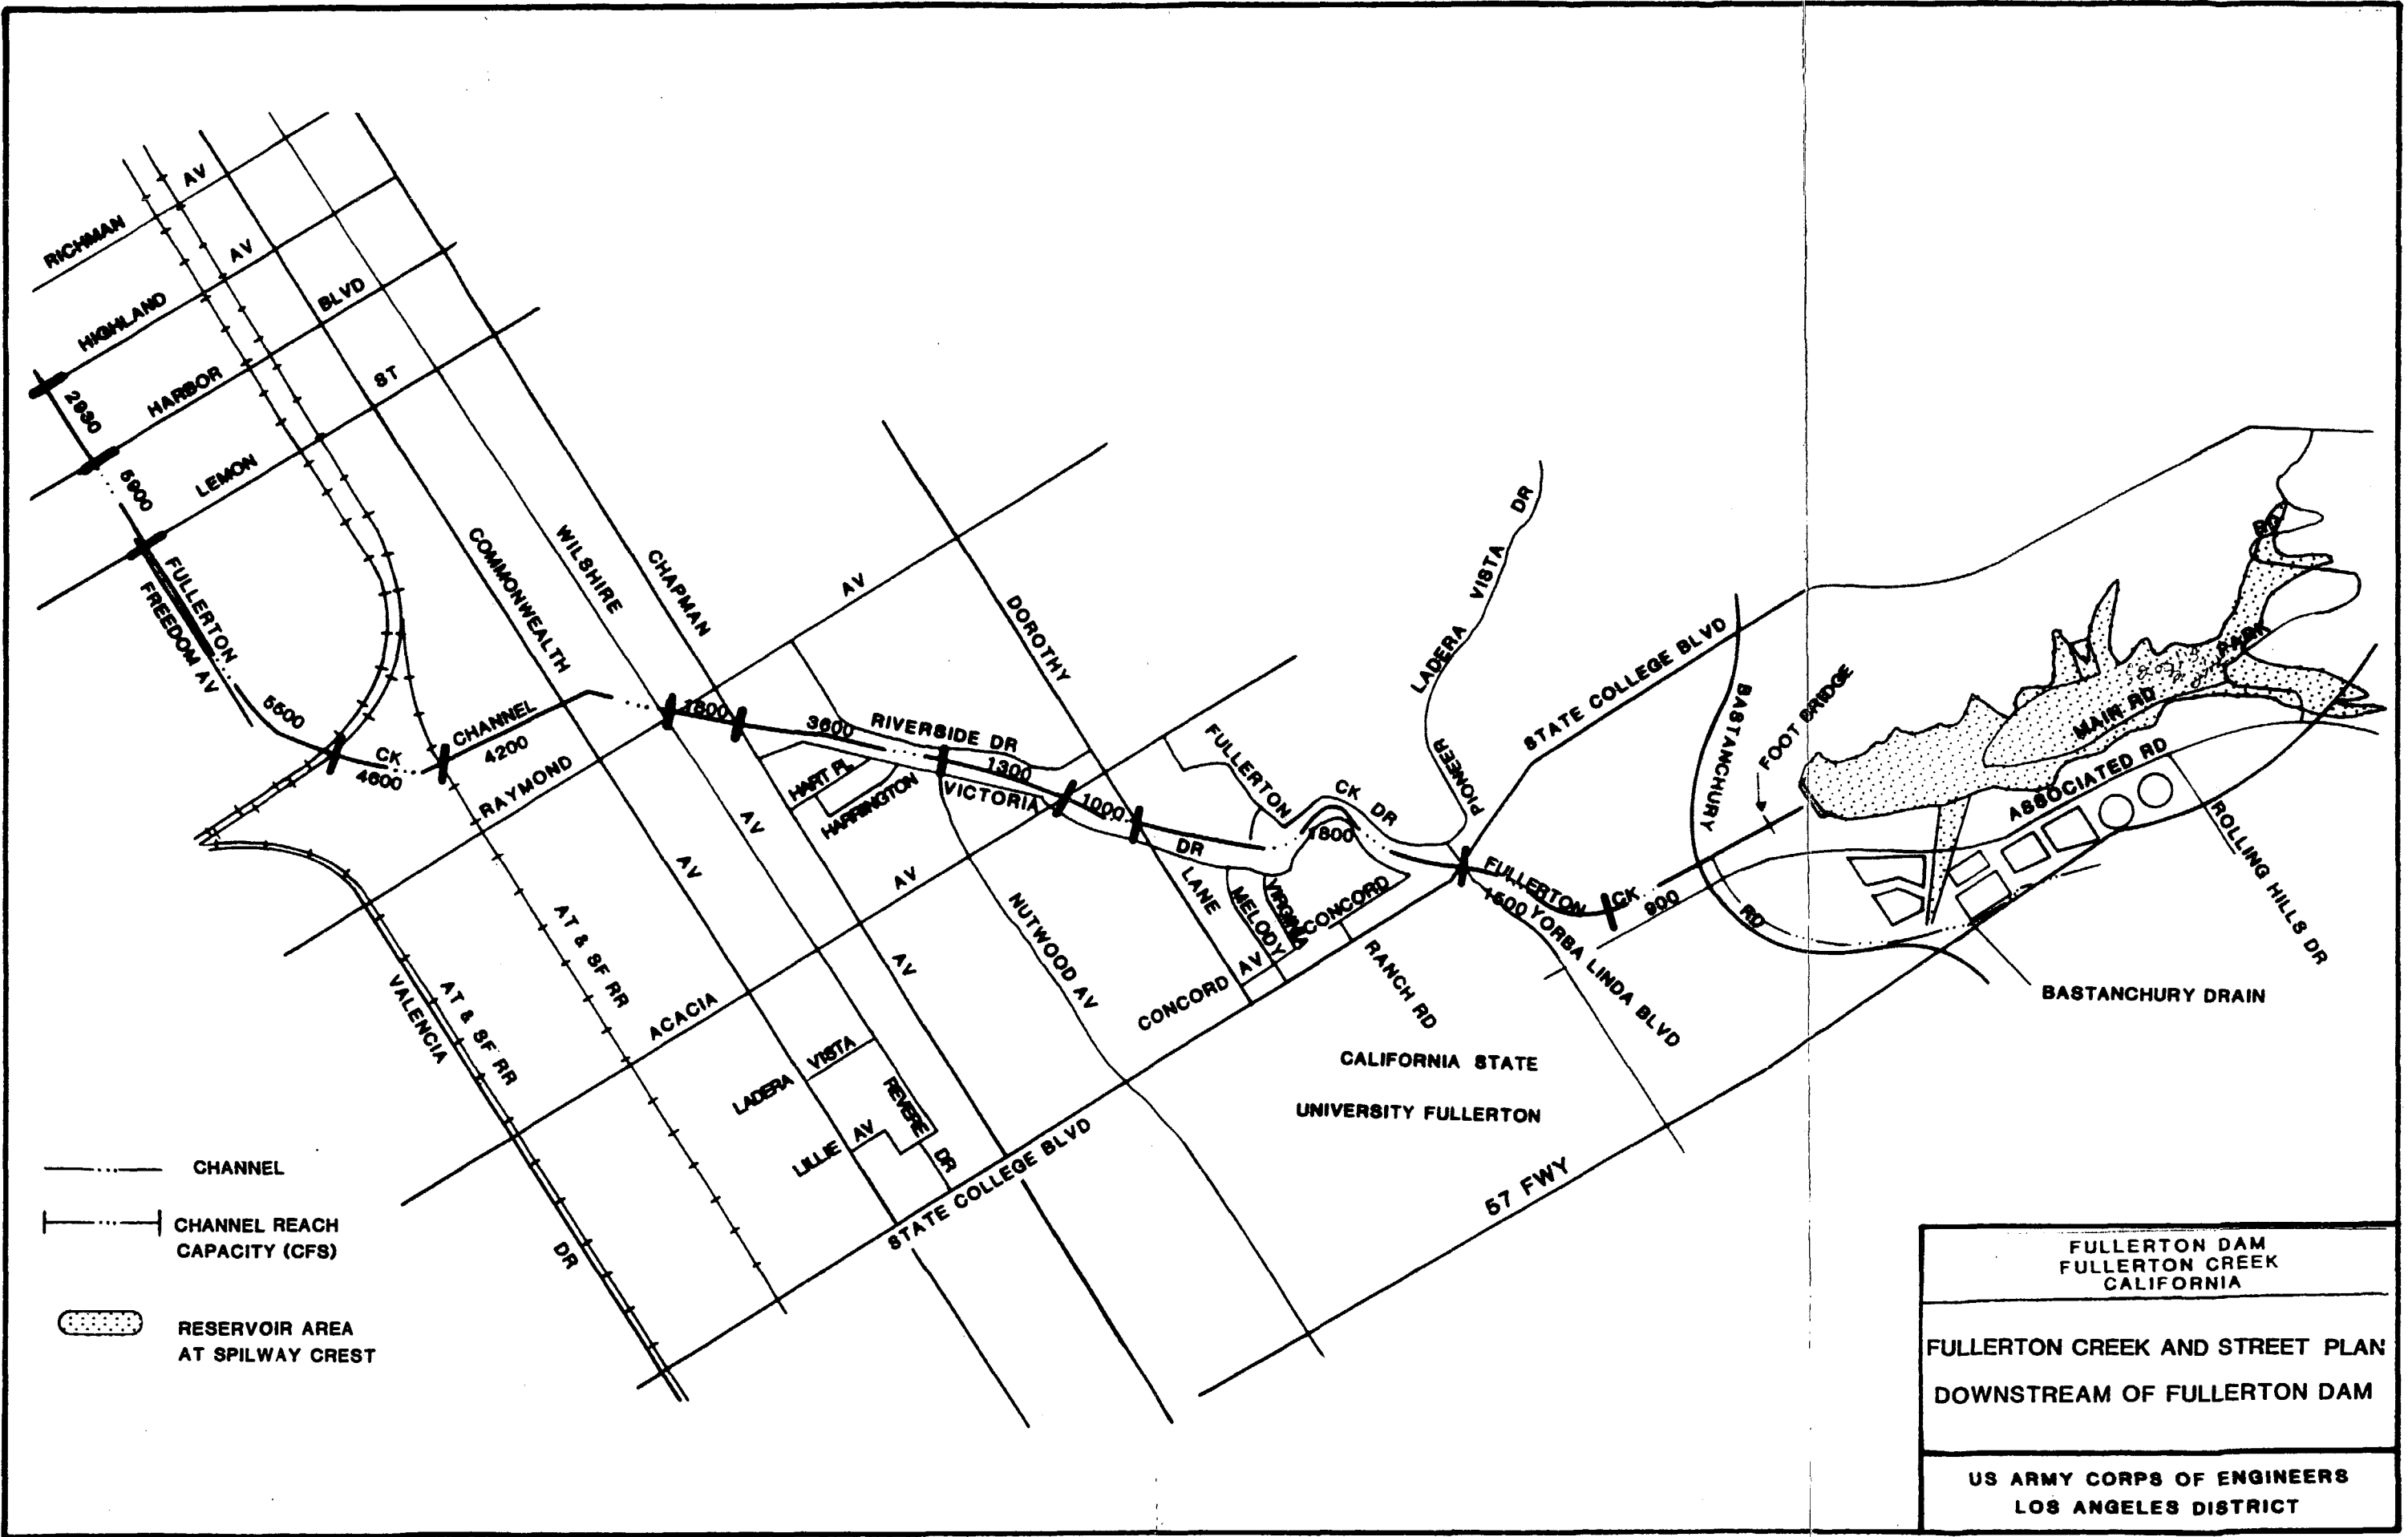 RICHMAN AV
HIGHLAND AV
HARBOR BLVD
LEMON ST
2930
5900
FULLERTON
FREEDOM AV
5500
CK
4600
CHANNEL
4200
COMMONWEALTH
AV
WILSHIRE
AV
CHAPMAN
AV
RAYMOND
AV
1800
3600
RIVERSIDE DR
1300
HART PL
HARRINGTON
VICTORIA
DR
1000
DOROTHY
LANE
FULLERTON
CK DR
1800
LADERA VISTA DR
PIONEER
STATE COLLEGE BLVD
BASTANCHURY
RD
FOOT BRIDGE
FULLERTON
CK
1500
900
YORBA LINDA BLVD
MELODY
VIRGINIA
CONCORD
CONCORD AV
RANCH RD
NUTWOOD AV
ACACIA
AV
AT & SF RR
AT & SF RR
VALENCIA
DR
LADERA VISTA
REVERE
DR
LILLIE AV
STATE COLLEGE BLVD
CALIFORNIA STATE
UNIVERSITY FULLERTON
57 FWY
PARK
MAIR RD
ASSOCIATED RD
ROLLING HILLS DR
BASTANCHURY DRAIN
CHANNEL
CHANNEL REACH
CAPACITY (CFS)
RESERVOIR AREA
AT SPILWAY CREST
FULLERTON DAM
FULLERTON CREEK
CALIFORNIA
FULLERTON CREEK AND STREET PLAN
DOWNSTREAM OF FULLERTON DAM
US ARMY CORPS OF ENGINEERS
LOS ANGELES DISTRICT